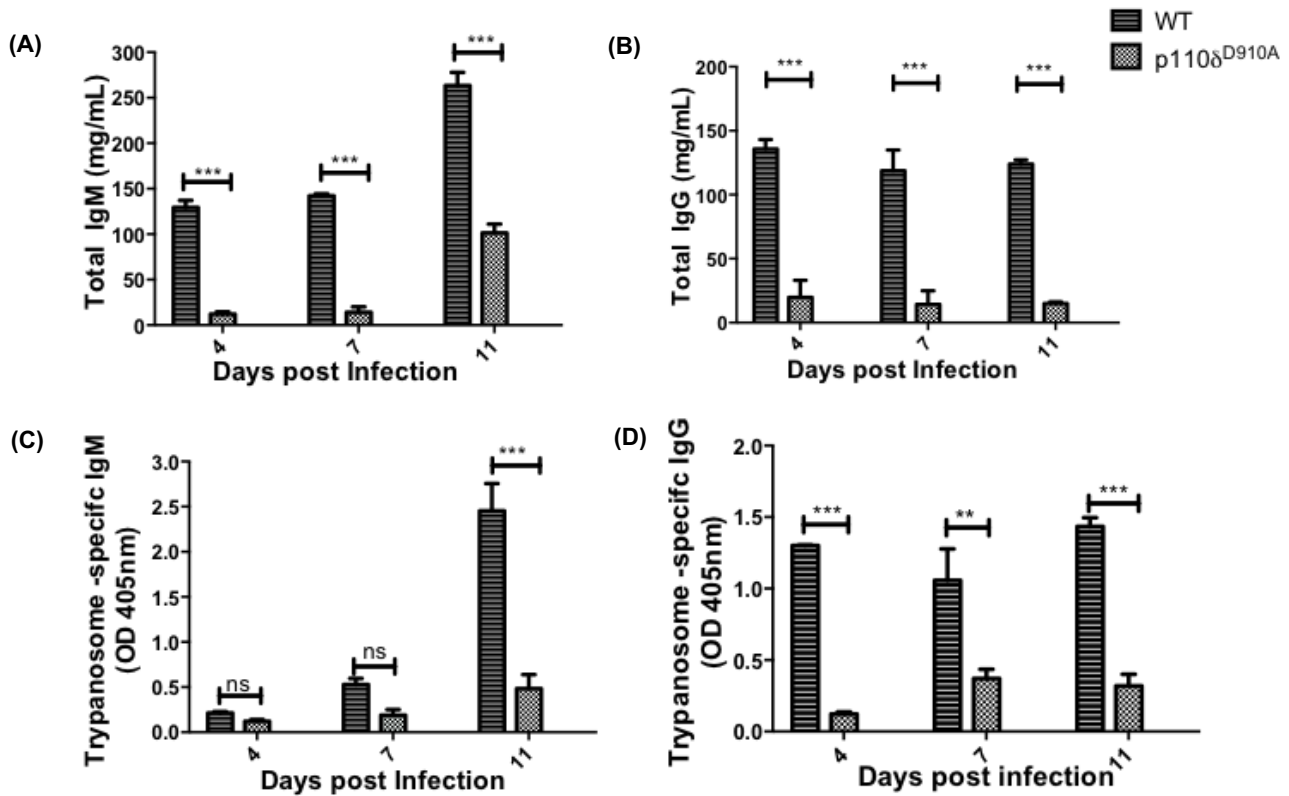 WT
p110δD910A
(A)
Total IgM (mg/mL)
300
250
200
150
100
50
0
***
***
***
4
7
11
Days post Infection
(B)
Total IgG (mg/mL)
200
150
100
50
0
***
***
***
4
7
11
Days post Infection
(C)
Trypanosome -specifc IgM
(OD 405nm)
3.0
2.5
2.0
1.5
1.0
0.5
0.0
ns
ns
***
4
7
11
Days post Infection
(D)
Trypanosome -specifc IgG
(OD 405nm)
2.0
1.5
1.0
0.5
0.0
***
**
***
4
7
11
Days post infection